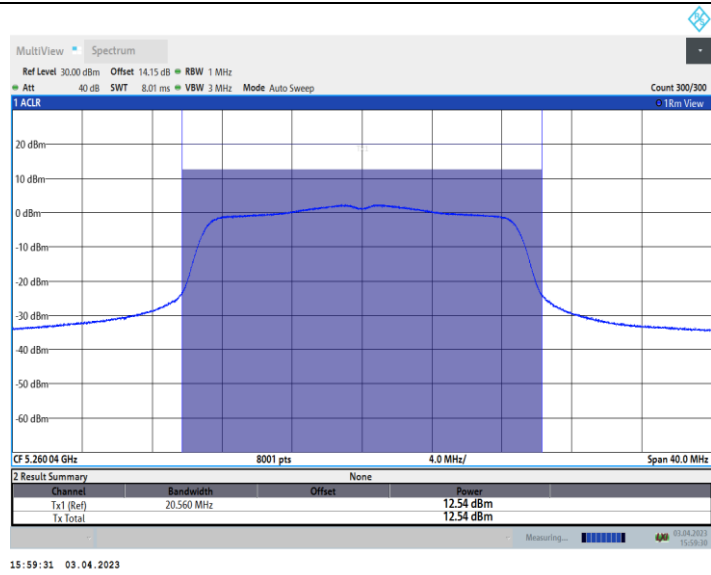 MultiView Spectrum
Ref Level 30.00 dBm Offset 14.15 dB RBW 1 MHz
Att 40 dB SWT 8.01 ms VBW 3 MHz Mode Auto Sweep Count 300/300
1 ACLR 1Rm View
20 dBm
10 dBm
0 dBm
-10 dBm
-20 dBm
-30 dBm
-40 dBm
-50 dBm
-60 dBm
CF 5.26004 GHz 8001 pts 4.0 MHz/ Span 40.0 MHz
2 Result Summary None
Channel Bandwidth Offset Power
Tx1 (Ref) 20.560 MHz 12.54 dBm
Tx Total 12.54 dBm
Measuring... 03.04.2023
15:59:30
15:59:31 03.04.2023